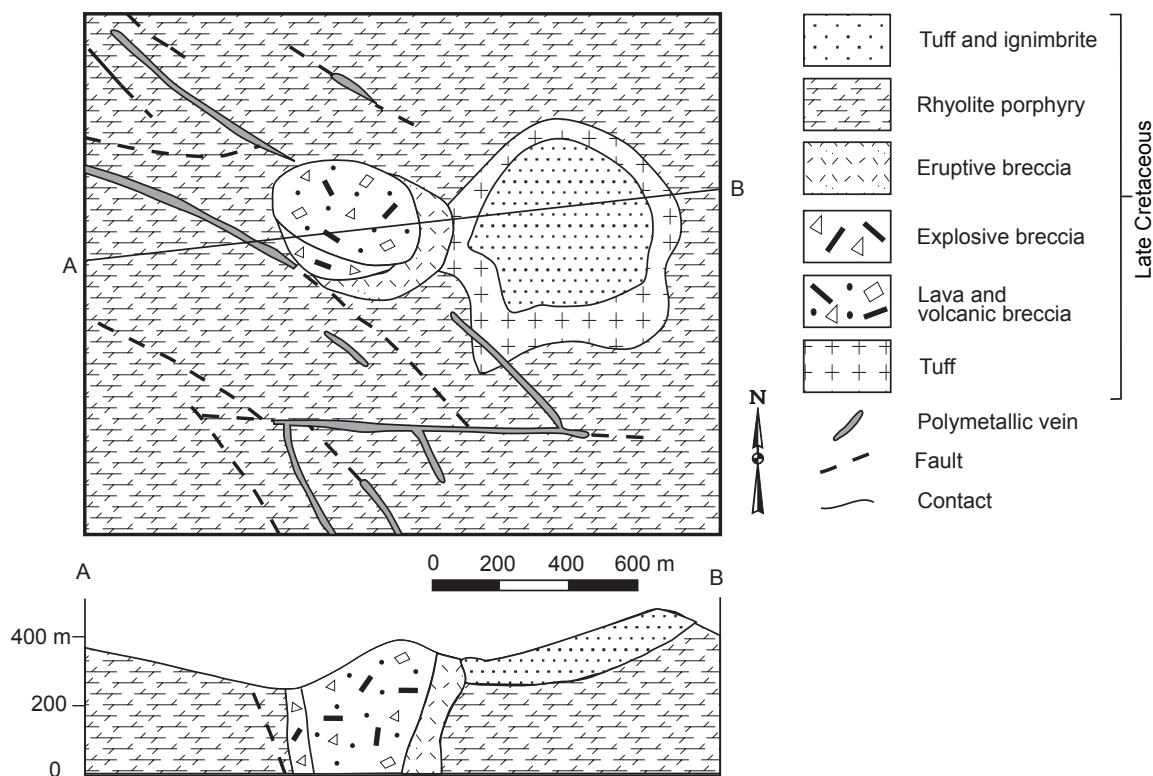 A
B
Tuff and ignimbrite
Rhyolite porphyry
Eruptive breccia
Explosive breccia
Lava and
volcanic breccia
Tuff
Late Cretaceous
N
Polymetallic vein
Fault
Contact
A
0 200 400 600 m
B
400 m
200
0